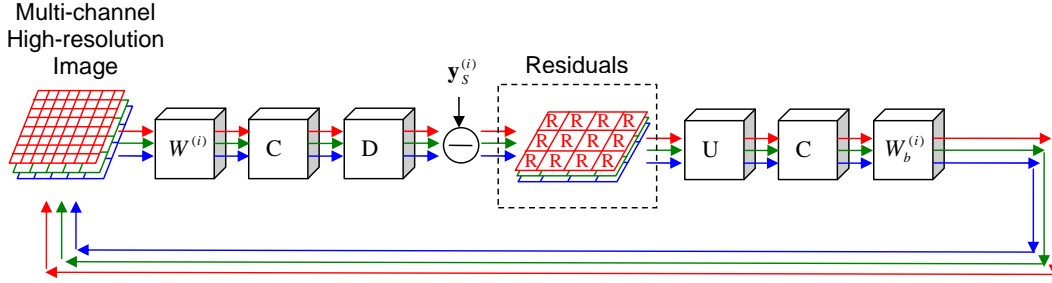 Multi-channel
High-resolution
Image
W^(i)
C
D
y_S^(i)
—
Residuals
R R R R
R R R R
R R R R
U
C
W_b^(i)